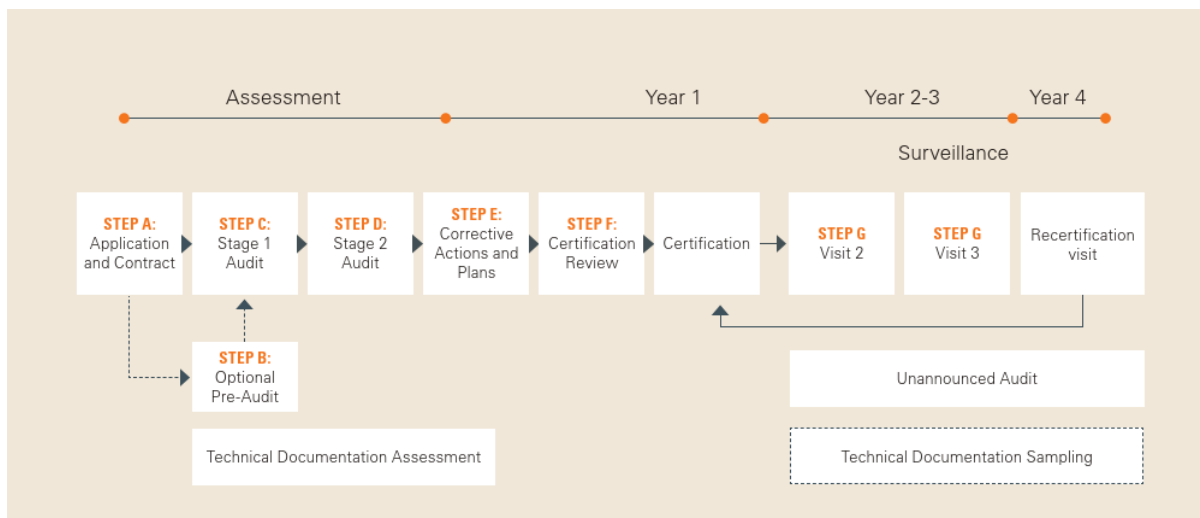 Assessment
Year 1
Year 2-3
Year 4
Surveillance
STEP A:
Application
and Contract
STEP C:
Stage 1
Audit
STEP D:
Stage 2
Audit
STEP E:
Corrective
Actions and
Plans
STEP F:
Certification
Review
Certification
STEP G
Visit 2
STEP G
Visit 3
Recertification
visit
STEP B:
Optional
Pre-Audit
Unannounced Audit
Technical Documentation Assessment
Technical Documentation Sampling